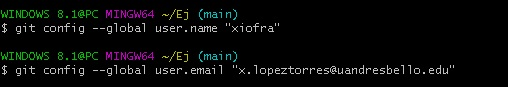 WINDOWS 8.1@PC MINGW64 ~/Ej (main)
$ git config --global user.name "xiofra"
WINDOWS 8.1@PC MINGW64 ~/Ej (main)
$ git config --global user.email "x.lopeztorres@uandresbello.edu"